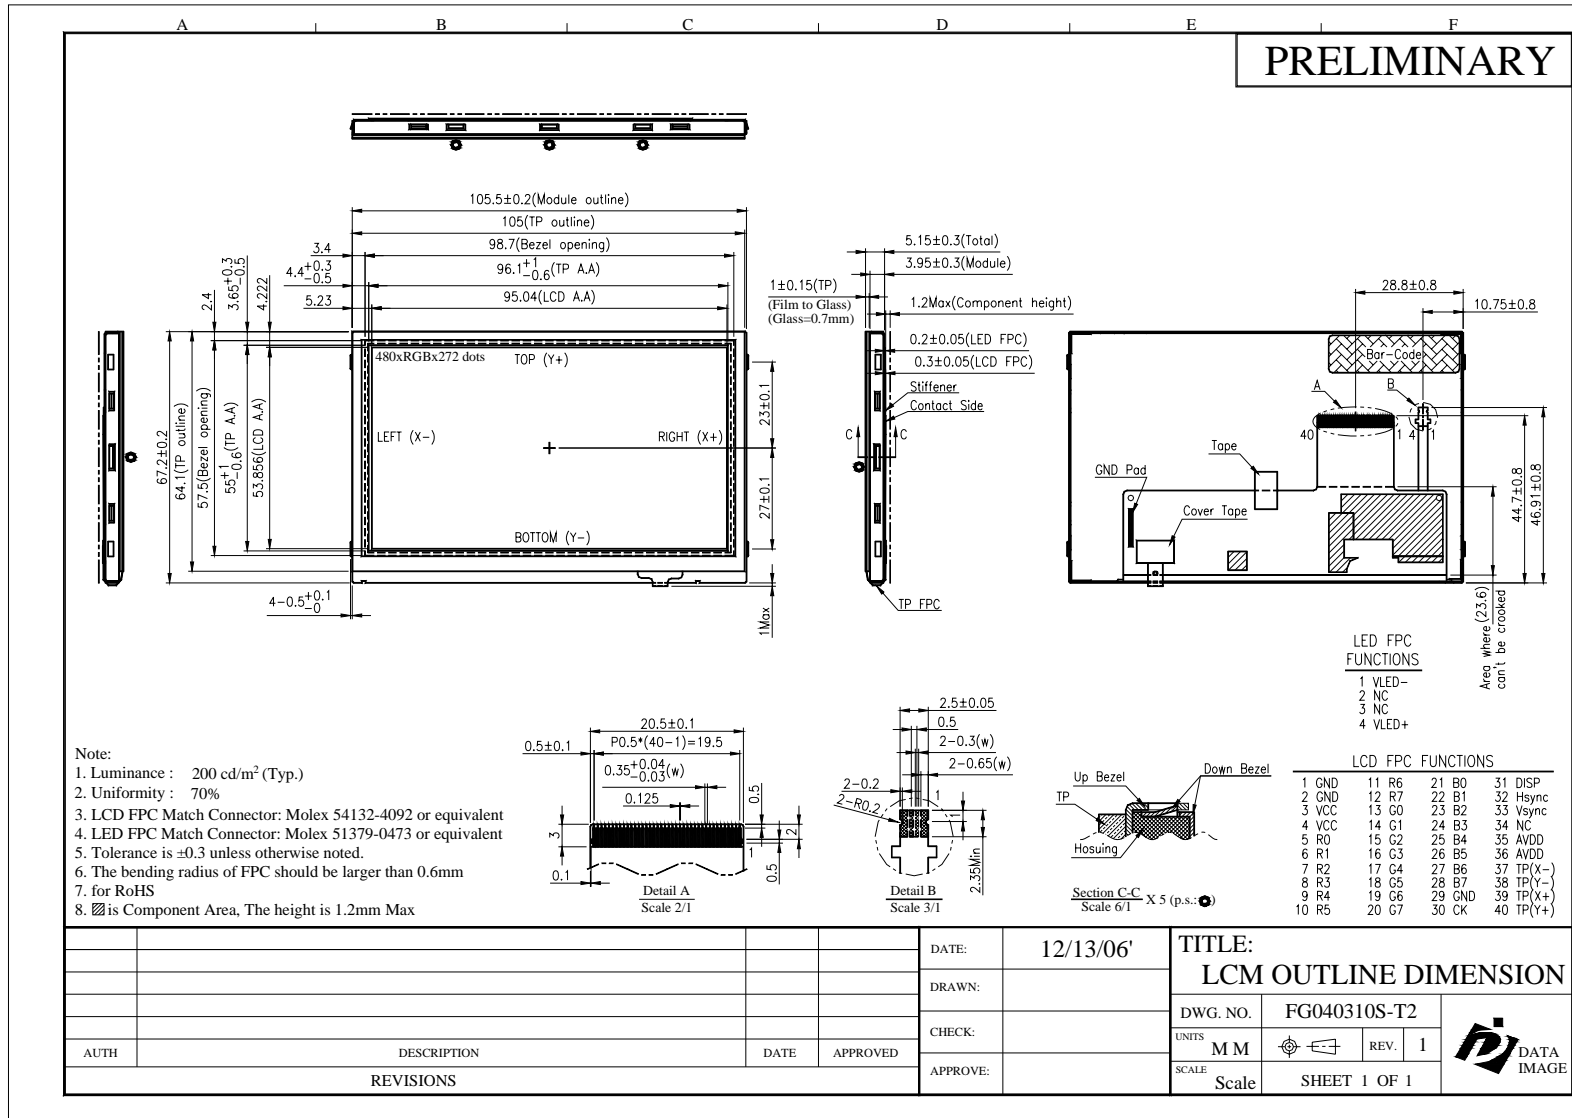 A B C D E F
PRELIMINARY
105.5±0.2(Module outline)
105(TP outline)
98.7(Bezel opening)
96.1+1-0.6(TP A.A)
95.04(LCD A.A)
3.4
4.4+0.3-0.5
5.23
2.4
3.65+0.3-0.5
4.222
67.2±0.2
64.1(TP outline)
57.5(Bezel opening)
55+1-0.6(TP A.A)
53.856(LCD A.A)
480xRGBx272 dots
TOP (Y+)
LEFT (X-)
RIGHT (X+)
BOTTOM (Y-)
23±0.1
27±0.1
4-0.5+0.1-0
1Max
5.15±0.3(Total)
3.95±0.3(Module)
1±0.15(TP)
(Film to Glass)
(Glass=0.7mm)
1.2Max(Component height)
0.2±0.05(LED FPC)
0.3±0.05(LCD FPC)
Stiffener
Contact Side
C C
TP FPC
28.8±0.8
10.75±0.8
Bar-Code
A B
40 1 4 1
Tape
GND Pad
Cover Tape
44.7±0.8
46.91±0.8
Area where (23.6)
can't be crooked
LED FPC
FUNCTIONS
1 VLED-
2 NC
3 NC
4 VLED+
Note:
1. Luminance : 200 cd/m² (Typ.)
2. Uniformity : 70%
3. LCD FPC Match Connector: Molex 54132-4092 or equivalent
4. LED FPC Match Connector: Molex 51379-0473 or equivalent
5. Tolerance is ±0.3 unless otherwise noted.
6. The bending radius of FPC should be larger than 0.6mm
7. for RoHS
8. is Component Area, The height is 1.2mm Max
20.5±0.1
0.5±0.1
P0.5*(40-1)=19.5
0.35+0.04-0.03(w)
0.125
0.5
3
2
1
0.1
0.5
Detail A
Scale 2/1
2.5±0.05
0.5
2-0.3(w)
2-0.65(w)
2-0.2
2-R0.2
1
1
2.35Min
Detail B
Scale 3/1
Up Bezel
Down Bezel
TP
Hosuing
Section C-C
Scale 6/1
X 5 (p.s.: )
LCD FPC FUNCTIONS
1 GND 11 R6 21 B0 31 DISP
2 GND 12 R7 22 B1 32 Hsync
3 VCC 13 G0 23 B2 33 Vsync
4 VCC 14 G1 24 B3 34 NC
5 R0 15 G2 25 B4 35 AVDD
6 R1 16 G3 26 B5 36 AVDD
7 R2 17 G4 27 B6 37 TP(X-)
8 R3 18 G5 28 B7 38 TP(Y-)
9 R4 19 G6 29 GND 39 TP(X+)
10 R5 20 G7 30 CK 40 TP(Y+)
AUTH DESCRIPTION DATE APPROVED
REVISIONS
DATE: 12/13/06'
DRAWN:
CHECK:
APPROVE:
TITLE:
LCM OUTLINE DIMENSION
DWG. NO. FG040310S-T2
UNITS M M REV. 1
SCALE Scale SHEET 1 OF 1
DATA
IMAGE